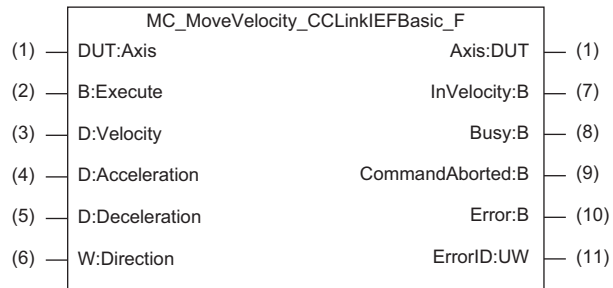 MC_MoveVelocity_CCLinkIEFBasic_F
(1) DUT:Axis Axis:DUT (1)
(2) B:Execute InVelocity:B (7)
(3) D:Velocity Busy:B (8)
(4) D:Acceleration CommandAborted:B (9)
(5) D:Deceleration Error:B (10)
(6) W:Direction ErrorID:UW (11)